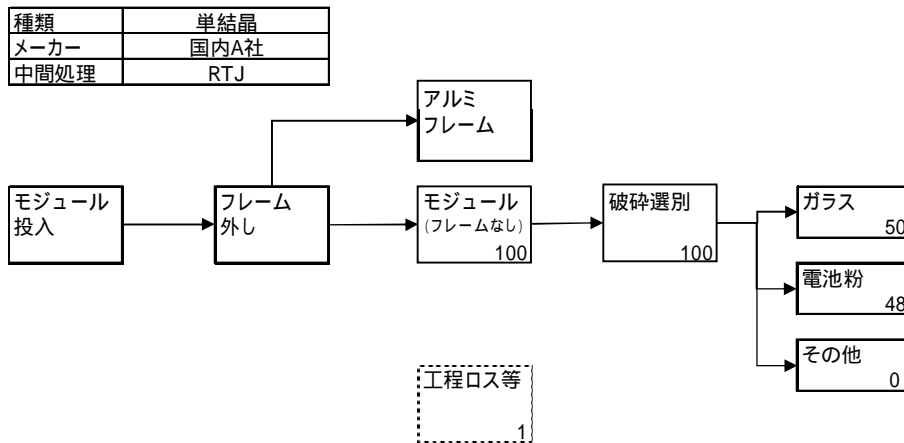 種類 単結晶
メーカー 国内A社
中間処理 RTJ
アルミ
フレーム
モジュール
投入
フレーム
外し
モジュール
(フレームなし)
100
破砕選別
100
ガラス
50
電池粉
48
その他
0
工程ロス等
1